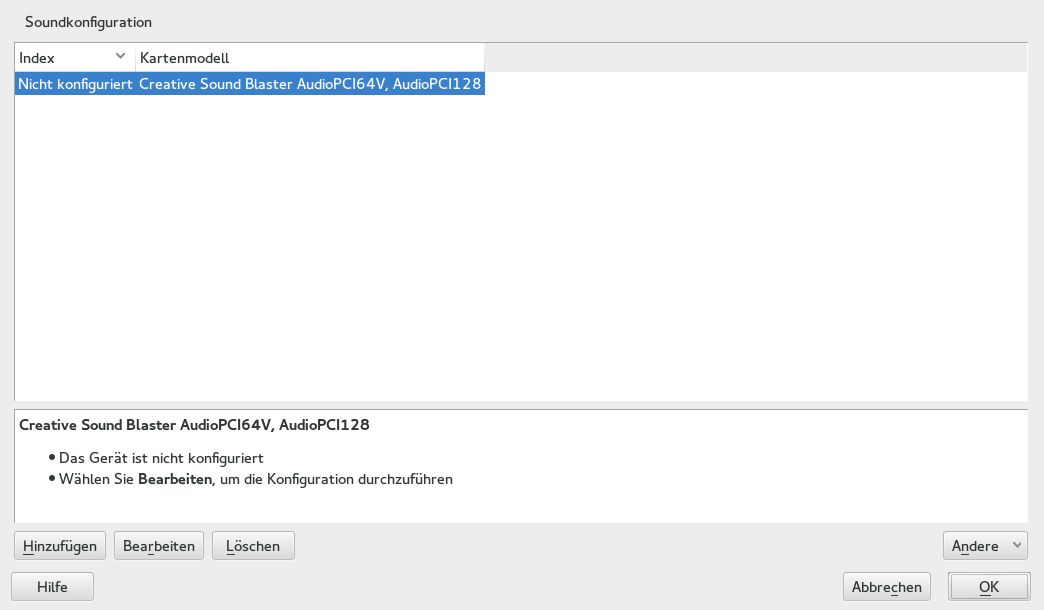 Soundkonfiguration
Index Kartenmodell
Nicht konfiguriert Creative Sound Blaster AudioPCI64V, AudioPCI128
Creative Sound Blaster AudioPCI64V, AudioPCI128
• Das Gerät ist nicht konfiguriert
• Wählen Sie Bearbeiten, um die Konfiguration durchzuführen
Hinzufügen Bearbeiten Löschen Andere
Hilfe Abbrechen OK